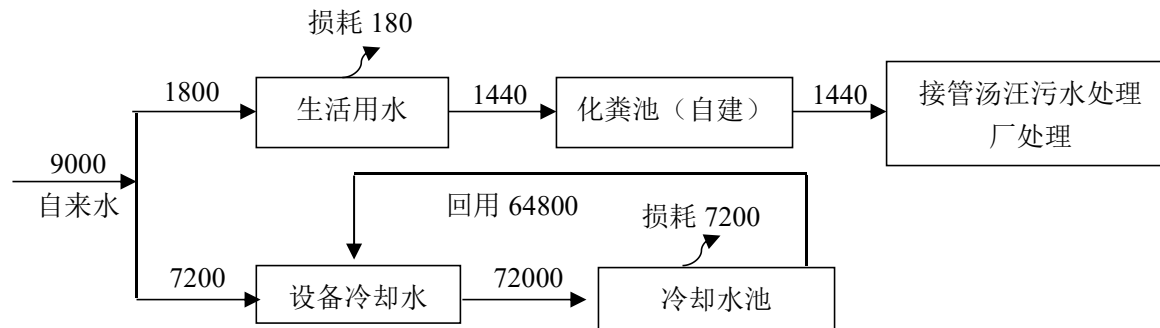 损耗 180
1800
生活用水
1440
化粪池（自建）
1440
接管汤汪污水处理
厂处理
9000
自来水
回用 64800
损耗 7200
7200
设备冷却水
72000
冷却水池